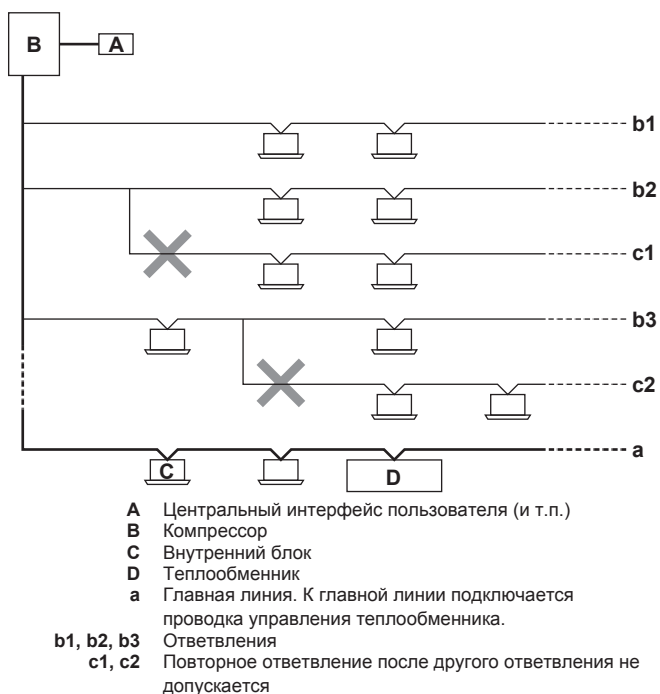 B
A
b1
b2
c1
b3
c2
a
C
D
A Центральный интерфейс пользователя (и т.п.)
B Компрессор
C Внутренний блок
D Теплообменник
a Главная линия. К главной линии подключается
проводка управления теплообменника.
b1, b2, b3 Ответвления
c1, c2 Повторное ответвление после другого ответвления не
допускается